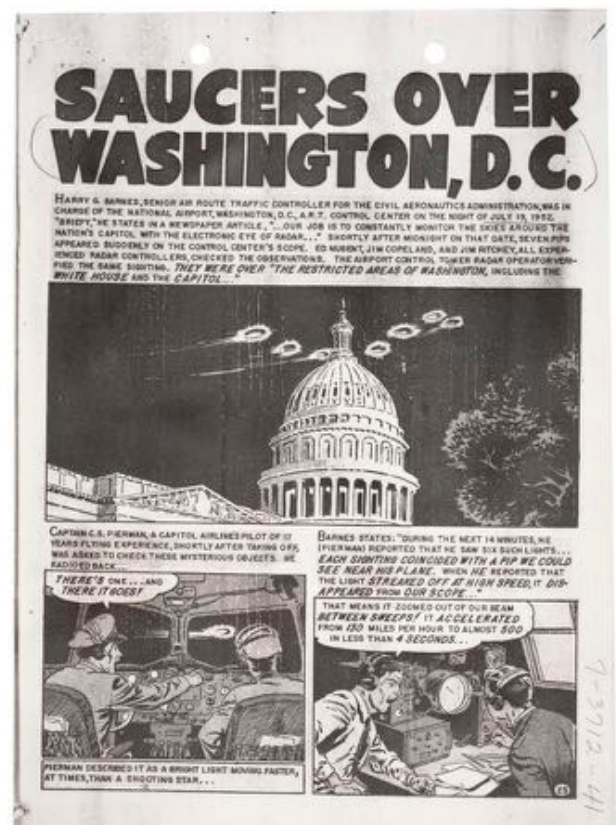 SAUCERS OVER
WASHINGTON, D.C.
HARRY G. BARNES, SENIOR AIR ROUTE TRAFFIC CONTROLLER FOR THE CIVIL AERONAUTICS ADMINISTRATION, WAS IN
CHARGE OF THE NATIONAL AIRPORT, WASHINGTON, D.C., A.R.T. CONTROL CENTER ON THE NIGHT OF JULY 19, 1952.
"BRIEFLY," HE STATES IN A NEWSPAPER ARTICLE, "...OUR JOB IS TO CONSTANTLY MONITOR THE SKIES AROUND THE
NATION'S CAPITOL WITH THE ELECTRONIC EYE OF RADAR..." SHORTLY AFTER MIDNIGHT ON THAT DATE, SEVEN PIPS
APPEARED SUDDENLY ON THE CONTROL CENTER'S SCOPE. ED NUGENT, JIM COPELAND, AND JIM RITCHEY, ALL EXPER-
IENCED RADAR CONTROLLERS, CHECKED THE OBSERVATIONS. THE AIRPORT CONTROL TOWER RADAR OPERATOR VERI-
FIED THE SAME SIGHTING. THEY WERE OVER "THE RESTRICTED AREAS OF WASHINGTON, INCLUDING THE
WHITE HOUSE AND THE CAPITOL..."
CAPTAIN C.S. PIERMAN, A CAPITOL AIRLINES PILOT OF 17
YEARS FLYING EXPERIENCE, SHORTLY AFTER TAKING OFF,
WAS ASKED TO CHECK THESE MYSTERIOUS OBJECTS. HE
RADIOED BACK...
THERE'S ONE...AND
THERE IT GOES!
PIERMAN DESCRIBED IT AS A BRIGHT LIGHT MOVING FASTER,
AT TIMES, THAN A SHOOTING STAR...
BARNES STATES: "DURING THE NEXT 14 MINUTES, HE
(PIERMAN) REPORTED THAT HE SAW SIX SUCH LIGHTS...
EACH SIGHTING COINCIDED WITH A PIP WE COULD
SEE NEAR HIS PLANE. WHEN HE REPORTED THAT
THE LIGHT STREAKED OFF AT HIGH SPEED, IT DIS-
APPEARED FROM OUR SCOPE..."
THAT MEANS IT ZOOMED OUT OF OUR BEAM
BETWEEN SWEEPS! IT ACCELERATED
FROM 130 MILES PER HOUR TO ALMOST 500
IN LESS THAN 4 SECONDS...
7-3712-41